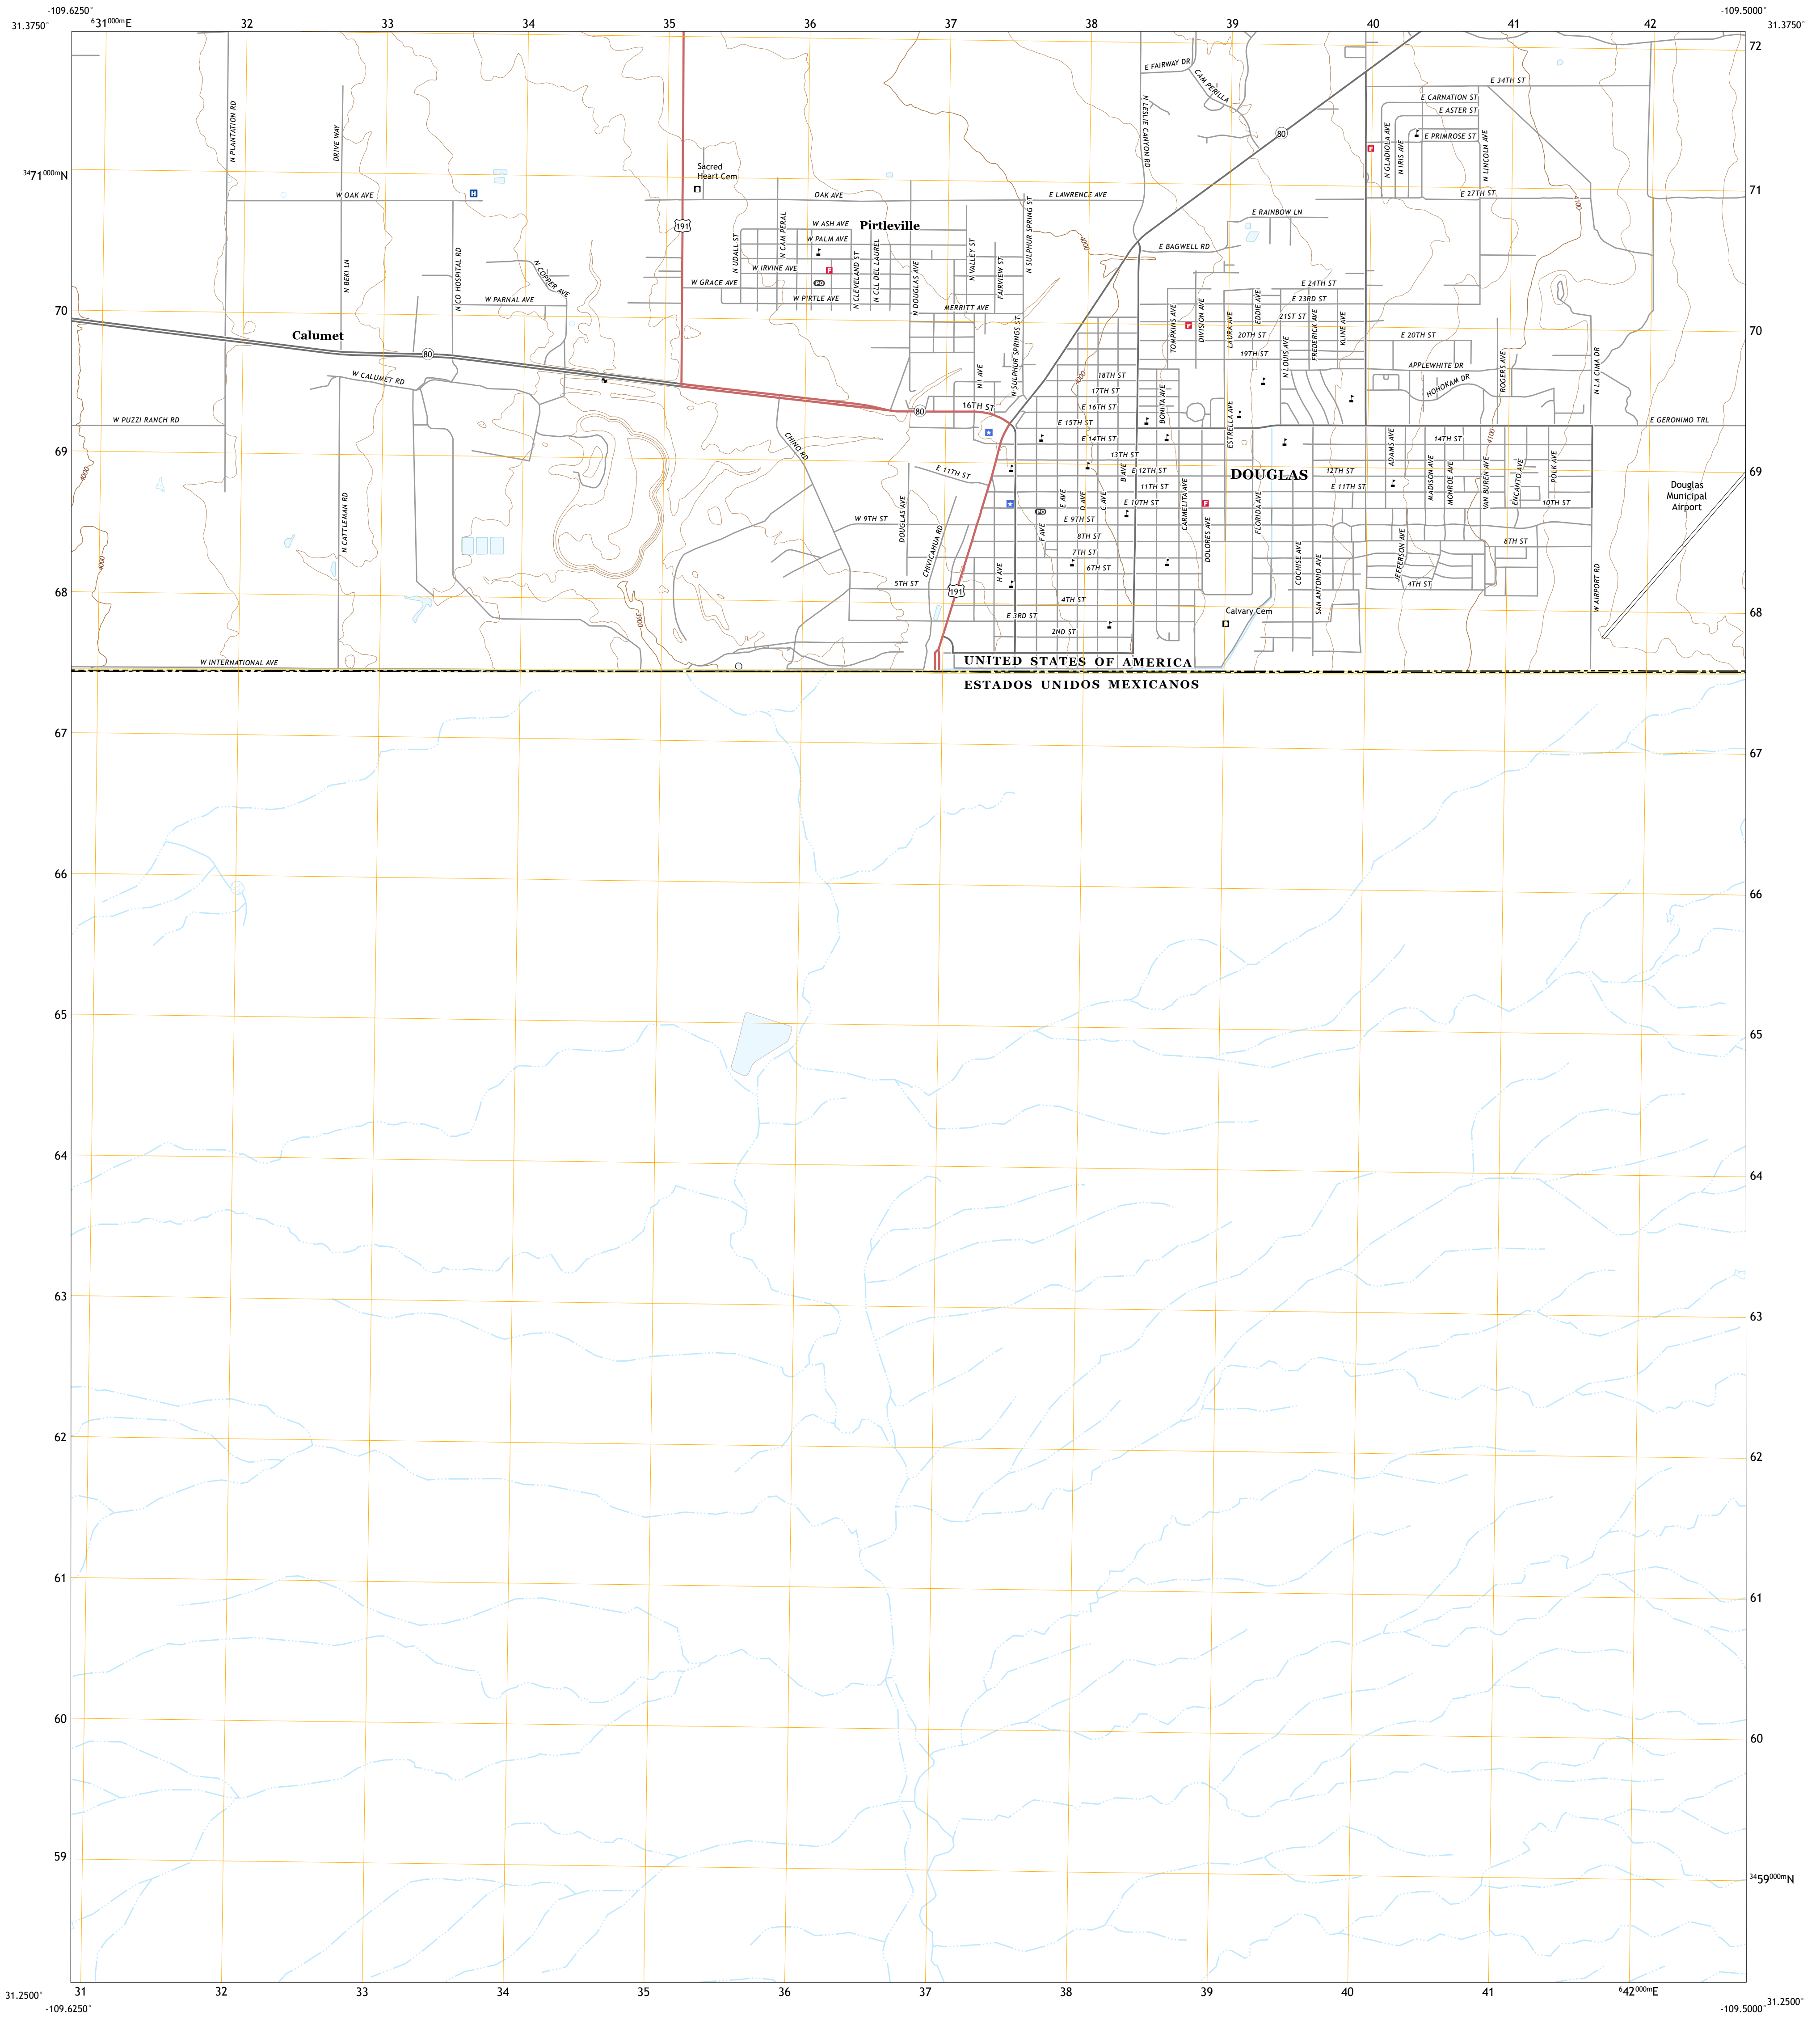 -109.6250°
-109.5000°
31.3750°
⁶31⁰⁰⁰ᵐE
32
33
34
35
36
37
38
39
40
41
42
31.3750°
72
E FAIRWAY DR
CAM PERILLA
E 34TH ST
E CARNATION ST
E ASTER ST
E PRIMROSE ST
N PLANTATION RD
DRIVE WAY
N LESLIE CANYON RD
80
N GLADIOLA AVE
N IRIS AVE
N LINCOLN AVE
³⁴71⁰⁰⁰ᵐN
Sacred
Heart Cem
H
F
71
W OAK AVE
OAK AVE
E LAWRENCE AVE
E 27TH ST
4100
191
W ASH AVE
Pirtleville
W PALM AVE
N CAM PERAL
N UDALL ST
N SULPHUR SPRING ST
E RAINBOW LN
E BAGWELL RD
4000
N BEKI LN
N CO HOSPITAL RD
N COPPER AVE
W IRVINE AVE
F
N CLEVELAND ST
N CLL DEL LAUREL
N DOUGLAS AVE
N VALLEY ST
FAIRVIEW ST
W GRACE AVE
PO
W PARNAL AVE
W PIRTLE AVE
MERRITT AVE
E 24TH ST
E 23RD ST
21ST ST
70
70
TOMPKINS AVE
DIVISION AVE
LAURA AVE
EDDIE AVE
FREDERICK AVE
KLINE AVE
F
20TH ST
E 20TH ST
Calumet
80
19TH ST
N LOUIS AVE
ROGERS AVE
N LA CIMA DR
APPLEWHITE DR
HOHOKAM DR
W CALUMET RD
N I AVE
N SULPHUR SPRINGS ST
4000
18TH ST
17TH ST
E 16TH ST
BONITA AVE
80
16TH ST
E 15TH ST
ESTRELLA AVE
W PUZZI RANCH RD
E GERONIMO TRL
CHINO RD
E 14TH ST
14TH ST
ADAMS AVE
4100
69
69
13TH ST
4000
E 11TH ST
B AVE
E 12TH ST
DOUGLAS
12TH ST
MADISON AVE
MONROE AVE
VAN BUREN AVE
ENCANTO AVE
POLK AVE
11TH ST
E 11TH ST
Douglas
Municipal
Airport
N CATTLEMAN RD
DOUGLAS AVE
E AVE
D AVE
C AVE
E 10TH ST
CARMELITA AVE
F
FLORIDA AVE
10TH ST
W 9TH ST
PO
E 9TH ST
F AVE
8TH ST
DOLORES AVE
8TH ST
CHIVICAHUA RD
7TH ST
COCHISE AVE
SAN ANTONIO AVE
JEFFERSON AVE
4000
H AVE
6TH ST
5TH ST
4TH ST
W AIRPORT RD
68
191
4TH ST
68
3900
E 3RD ST
Calvary Cem
2ND ST
W INTERNATIONAL AVE
UNITED STATES OF AMERICA
ESTADOS UNIDOS MEXICANOS
67
67
66
66
65
65
64
64
63
63
62
62
61
61
60
60
59
³⁴59⁰⁰⁰ᵐN
31.2500°
31
32
33
34
35
36
37
38
39
40
41
⁶42⁰⁰⁰ᵐE
31.2500°
-109.6250°
-109.5000°